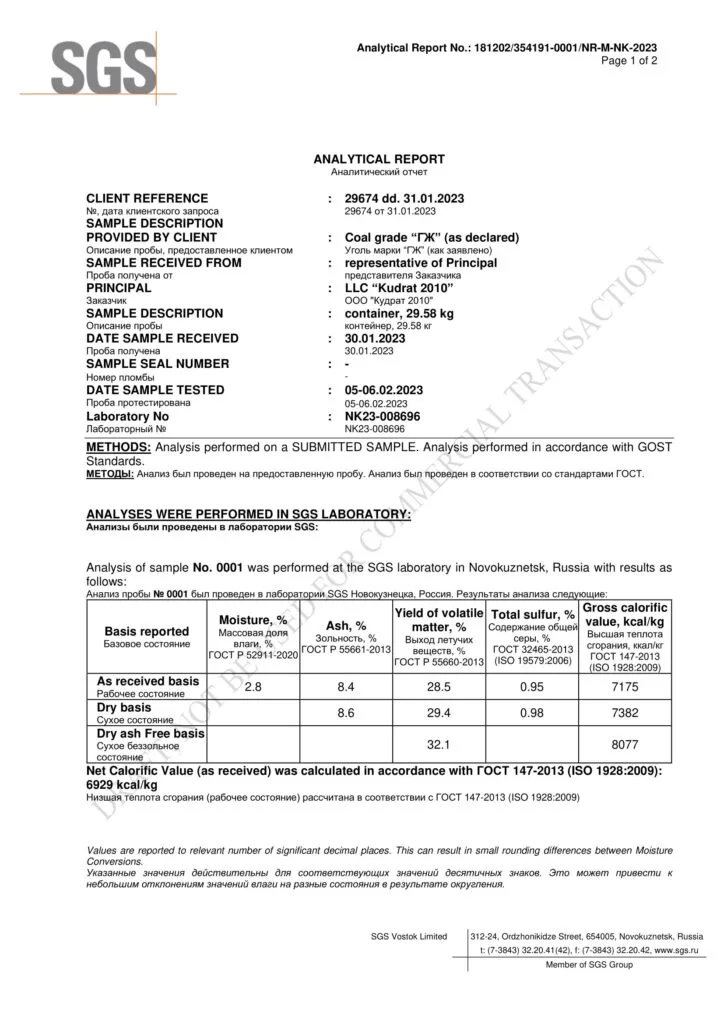 SGS
Analytical Report No.: 181202/354191-0001/NR-M-NK-2023
Page 1 of 2
ANALYTICAL REPORT
Аналитический отчет
CLIENT REFERENCE : 29674 dd. 31.01.2023
№, дата клиентского запроса 29674 от 31.01.2023
SAMPLE DESCRIPTION
PROVIDED BY CLIENT : Coal grade “ГЖ” (as declared)
Описание пробы, предоставленное клиентом Уголь марки “ГЖ” (как заявлено)
SAMPLE RECEIVED FROM : representative of Principal
Проба получена от представителя Заказчика
PRINCIPAL : LLC “Kudrat 2010”
Заказчик ООО "Кудрат 2010"
SAMPLE DESCRIPTION : container, 29.58 kg
Описание пробы контейнер, 29.58 кг
DATE SAMPLE RECEIVED : 30.01.2023
Проба получена 30.01.2023
SAMPLE SEAL NUMBER : -
Номер пломбы -
DATE SAMPLE TESTED : 05-06.02.2023
Проба протестирована 05-06.02.2023
Laboratory No : NK23-008696
Лабораторный № NK23-008696
METHODS: Analysis performed on a SUBMITTED SAMPLE. Analysis performed in accordance with GOST
Standards.
МЕТОДЫ: Анализ был проведен на предоставленную пробу. Анализ был проведен в соответствии со стандартами ГОСТ.
ANALYSES WERE PERFORMED IN SGS LABORATORY:
Анализы были проведены в лаборатории SGS:
Analysis of sample No. 0001 was performed at the SGS laboratory in Novokuznetsk, Russia with results as
follows:
Анализ пробы № 0001 был проведен в лаборатории SGS Новокузнецка, Россия. Результаты анализа следующие:
Basis reported
Базовое состояние
Moisture, %
Массовая доля
влаги, %
ГОСТ Р 52911-2020
Ash, %
Зольность, %
ГОСТ Р 55661-2013
Yield of volatile
matter, %
Выход летучих
веществ, %
ГОСТ Р 55660-2013
Total sulfur, %
Содержание общей
серы, %
ГОСТ 32465-2013
(ISO 19579:2006)
Gross calorific
value, kcal/kg
Высшая теплота
сгорания, ккал/кг
ГОСТ 147-2013
(ISO 1928:2009)
As received basis
Рабочее состояние
2.8 8.4 28.5 0.95 7175
Dry basis
Сухое состояние
8.6 29.4 0.98 7382
Dry ash Free basis
Сухое беззольное
состояние
32.1 8077
Net Calorific Value (as received) was calculated in accordance with ГОСТ 147-2013 (ISO 1928:2009):
6929 kcal/kg
Низшая теплота сгорания (рабочее состояние) рассчитана в соответствии с ГОСТ 147-2013 (ISO 1928:2009)
Values are reported to relevant number of significant decimal places. This can result in small rounding differences between Moisture
Conversions.
Указанные значения действительны для соответствующих значений десятичных знаков. Это может привести к
небольшим отклонениям значений влаги на разные состояния в результате округления.
SGS Vostok Limited 312-24, Ordzhonikidze Street, 654005, Novokuznetsk, Russia
t: (7-3843) 32.20.41(42), f: (7-3843) 32.20.42, www.sgs.ru
Member of SGS Group
NOT BE USED FOR COMMERCIAL TRANSACTION